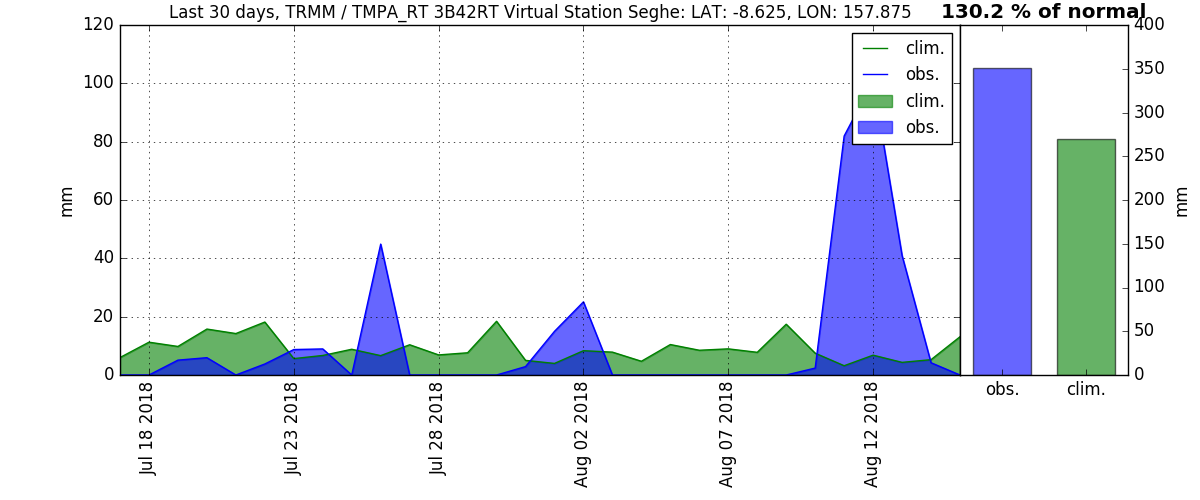 Last 30 days, TRMM / TMPA_RT 3B42RT Virtual Station Seghe: LAT: -8.625, LON: 157.875
130.2 % of normal
120
100
80
60
40
20
0
mm
clim.
obs.
clim.
obs.
400
350
300
250
200
150
100
50
0
mm
Jul 18 2018
Jul 23 2018
Jul 28 2018
Aug 02 2018
Aug 07 2018
Aug 12 2018
obs.
clim.